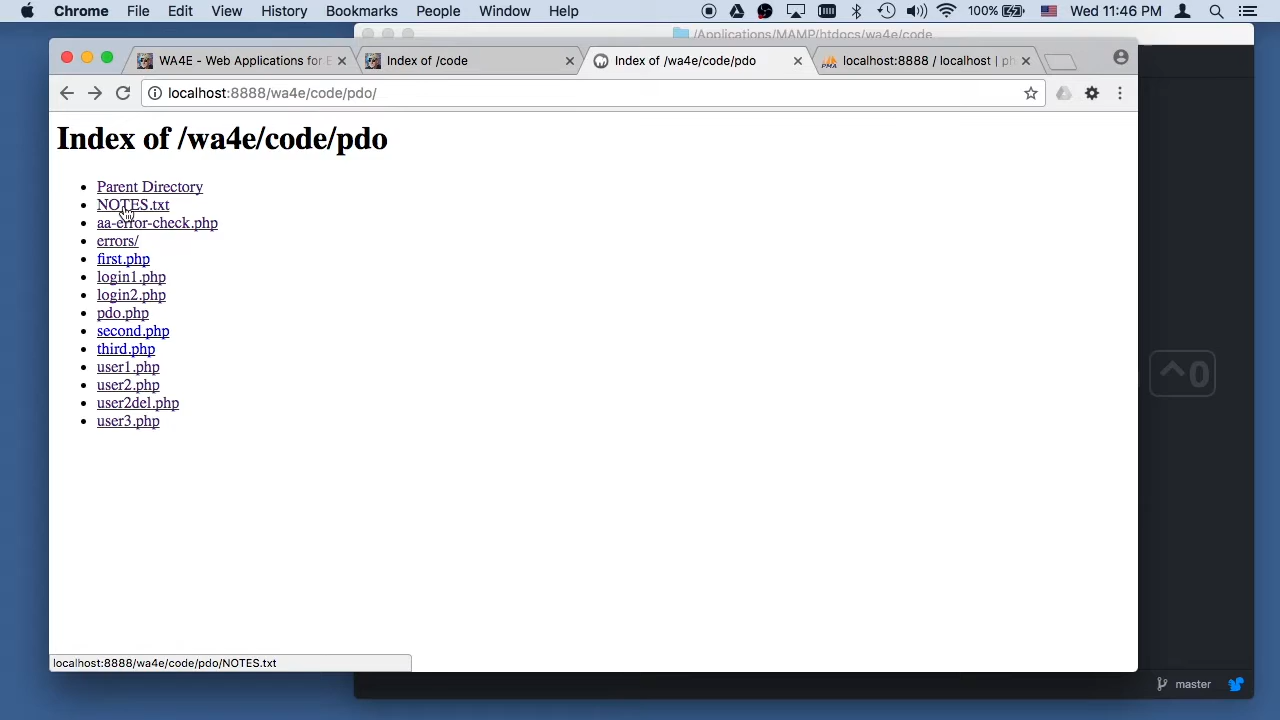 Chrome File Edit View History Bookmarks People Window Help 100% Wed 11:46 PM
/Applications/MAMP/htdocs/wa4e/code
WA4E - Web Applications for E Index of /code Index of /wa4e/code/pdo localhost:8888 / localhost | ph
localhost:8888/wa4e/code/pdo/
Index of /wa4e/code/pdo
Parent Directory
NOTES.txt
aa-error-check.php
errors/
first.php
login1.php
login2.php
pdo.php
second.php
third.php
user1.php
user2.php
user2del.php
user3.php
^0
localhost:8888/wa4e/code/pdo/NOTES.txt
master